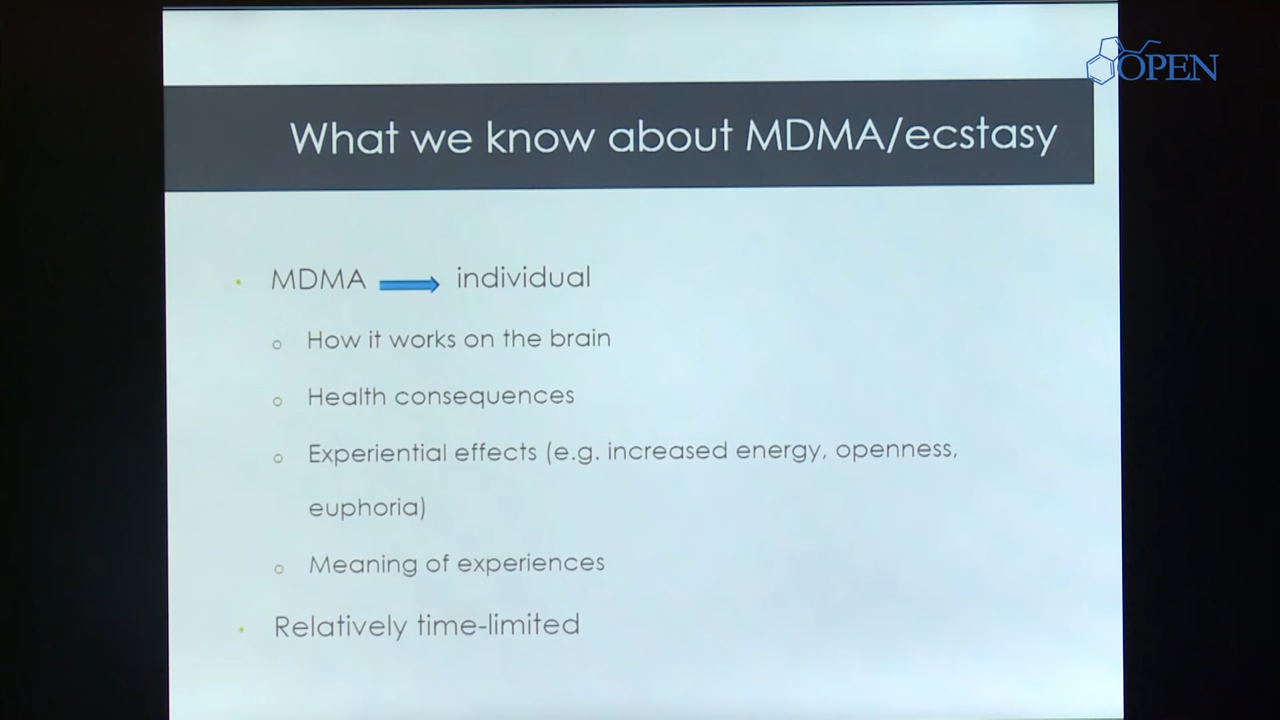 OPEN
What we know about MDMA/ecstasy
• MDMA individual
o How it works on the brain
o Health consequences
o Experiential effects (e.g. increased energy, openness,
euphoria)
o Meaning of experiences
• Relatively time-limited